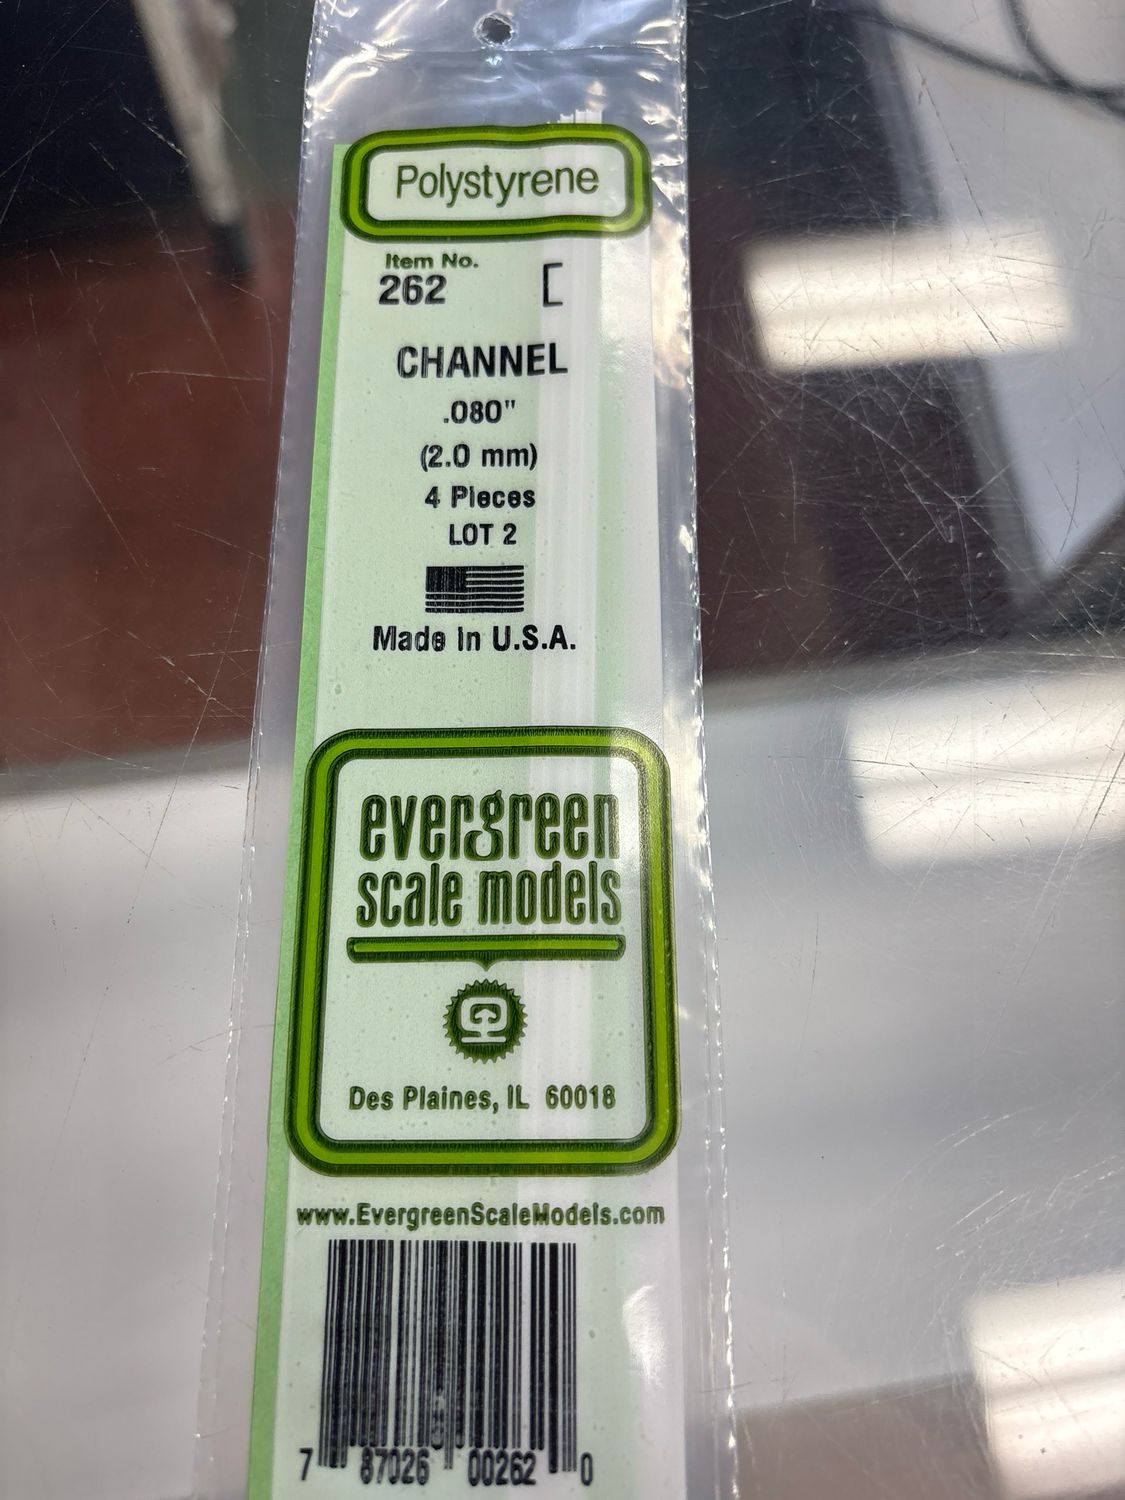 Polystyrene
Item No.
262
CHANNEL
.080"
(2.0 mm)
4 Pieces
LOT 2
Made in U.S.A.
evergreen
scale models
Des Plaines, IL 60018
www.EvergreenScaleModels.com
7 87026 00262 0